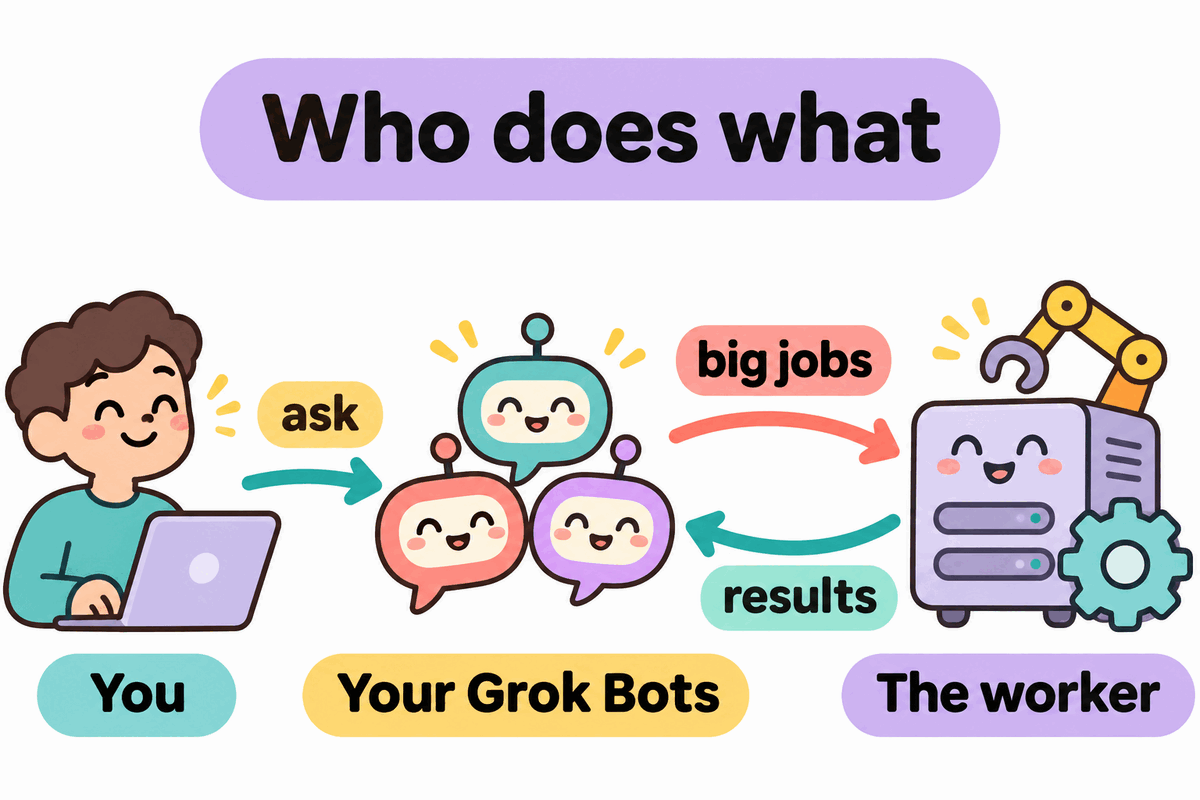 Who does what
ask
big jobs
results
You
Your Grok Bots
The worker